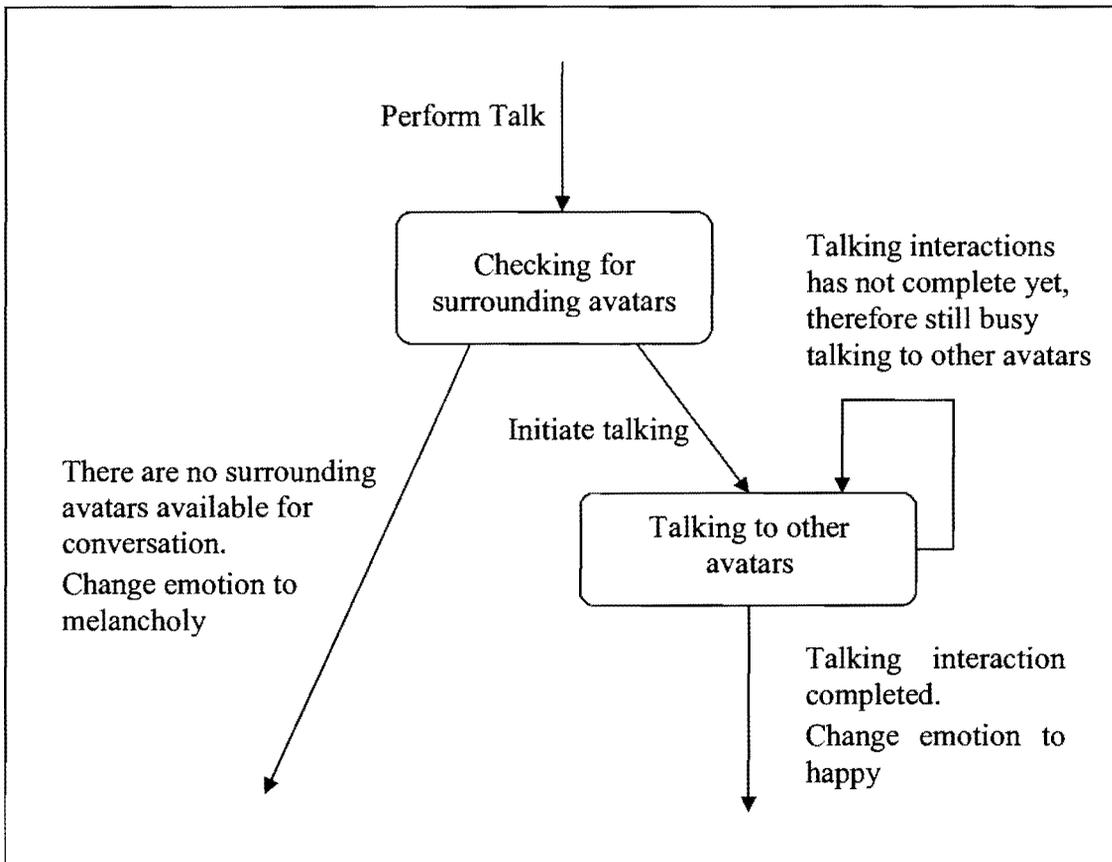 Perform Talk
Checking for
surrounding avatars
Talking interactions
has not complete yet,
therefore still busy
talking to other avatars
Initiate talking
There are no surrounding
avatars available for
conversation.
Change emotion to
melancholy
Talking to other
avatars
Talking interaction
completed.
Change emotion to
happy